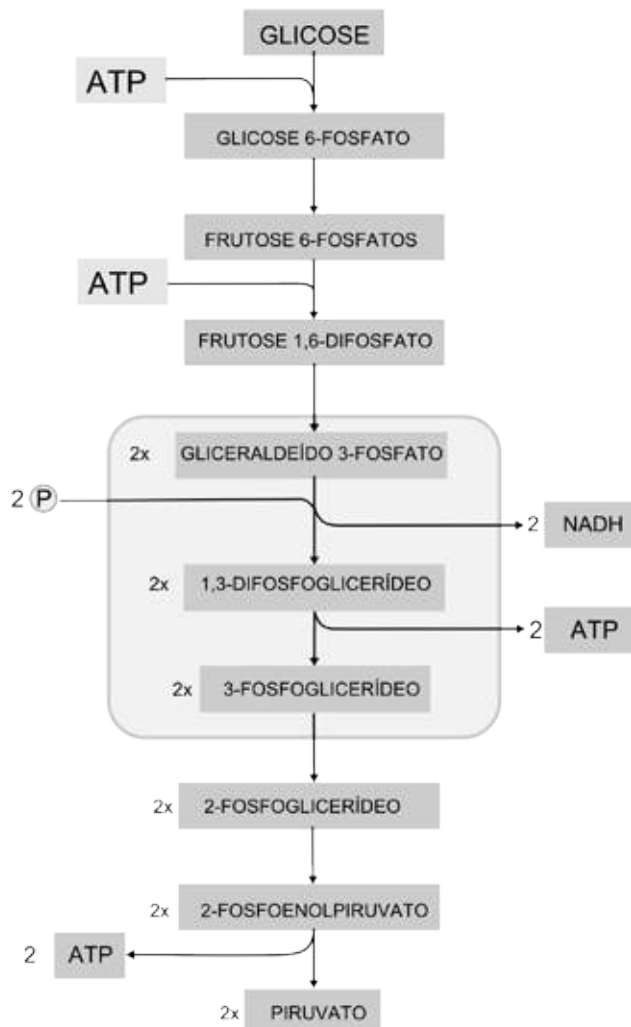 GLICOSE
ATP
GLICOSE 6-FOSFATO
FRUTOSE 6-FOSFATOS
ATP
FRUTOSE 1,6-DIFOSFATO
2x GLICERALDEÍDO 3-FOSFATO
2 P
2 NADH
2x 1,3-DIFOSFOGLICERÍDEO
2 ATP
2x 3-FOSFOGLICERÍDEO
2x 2-FOSFOGLICERÍDEO
2x 2-FOSFOENOLPIRUVATO
2 ATP
2x PIRUVATO